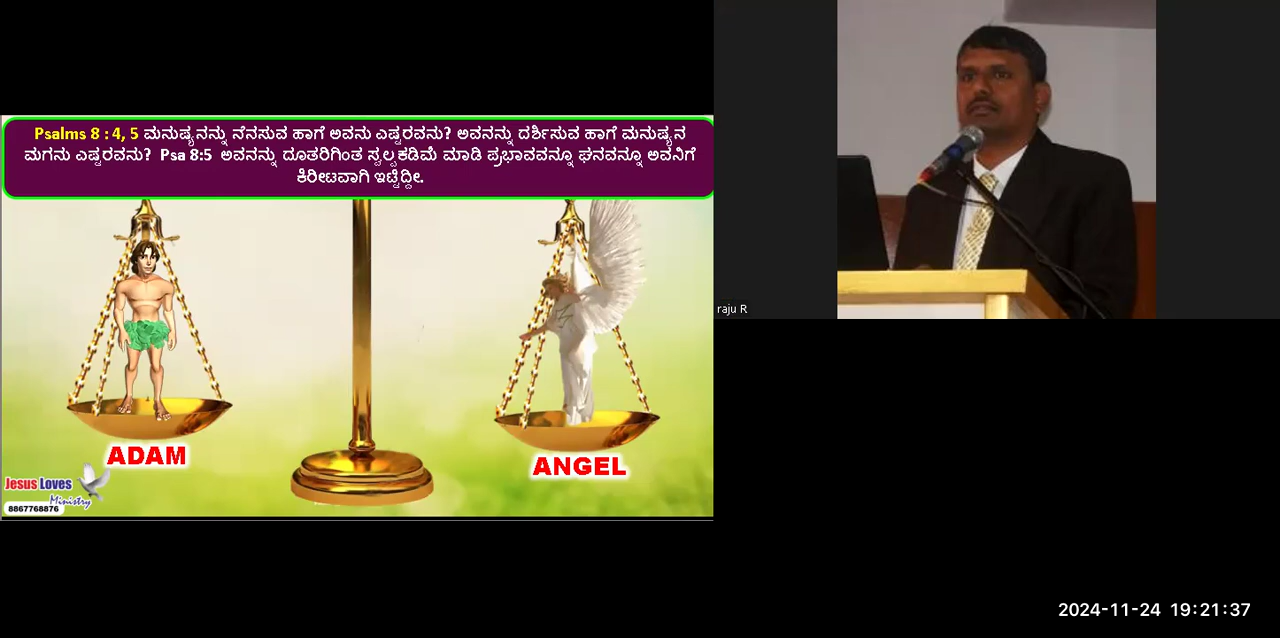 Psalms 8 : 4, 5 ಮನುಷ್ಯನನ್ನು ನೆನಸುವ ಹಾಗೆ ಅವನು ಎಷ್ಟರವನು? ಅವನನ್ನು ದರ್ಶಿಸುವ ಹಾಗೆ ಮನುಷ್ಯನ
ಮಗನು ಎಷ್ಟರವನು? Psa 8:5 ಅವನನ್ನು ದೂತರಿಗಿಂತ ಸ್ವಲ್ಪಕಡಿಮೆ ಮಾಡಿ ಪ್ರಭಾವವನ್ನೂ ಘನವನ್ನೂ ಅವನಿಗೆ
ಕಿರೀಟವಾಗಿ ಇಟ್ಟಿದ್ದೀ.
ADAM
ANGEL
Jesus Loves
Ministry
8867768876
raju R
2024-11-24 19:21:37